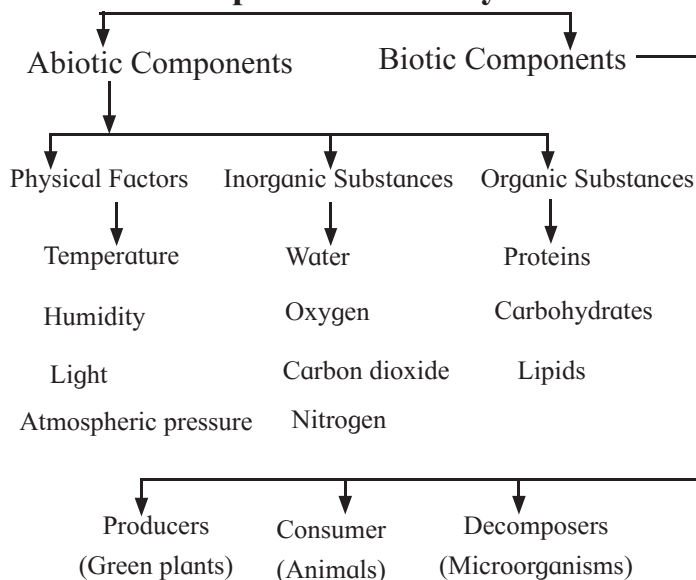 Abiotic Components Biotic Components
Physical Factors Inorganic Substances Organic Substances
Temperature Water Proteins
Humidity Oxygen Carbohydrates
Light Carbon dioxide Lipids
Atmospheric pressure Nitrogen
Producers Consumer Decomposers
(Green plants) (Animals) (Microorganisms)